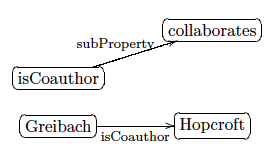 collaborates
subProperty
isCoauthor
Greibach
Hopcroft
isCoauthor